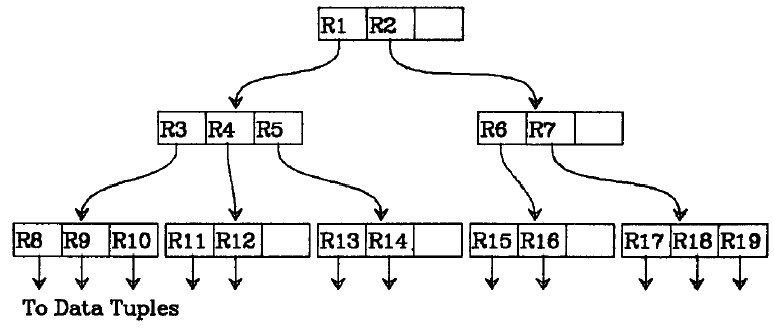 R1 R2
R3 R4 R5 R6 R7
R8 R9 R10 R11 R12 R13 R14 R15 R16 R17 R18 R19
To Data Tuples